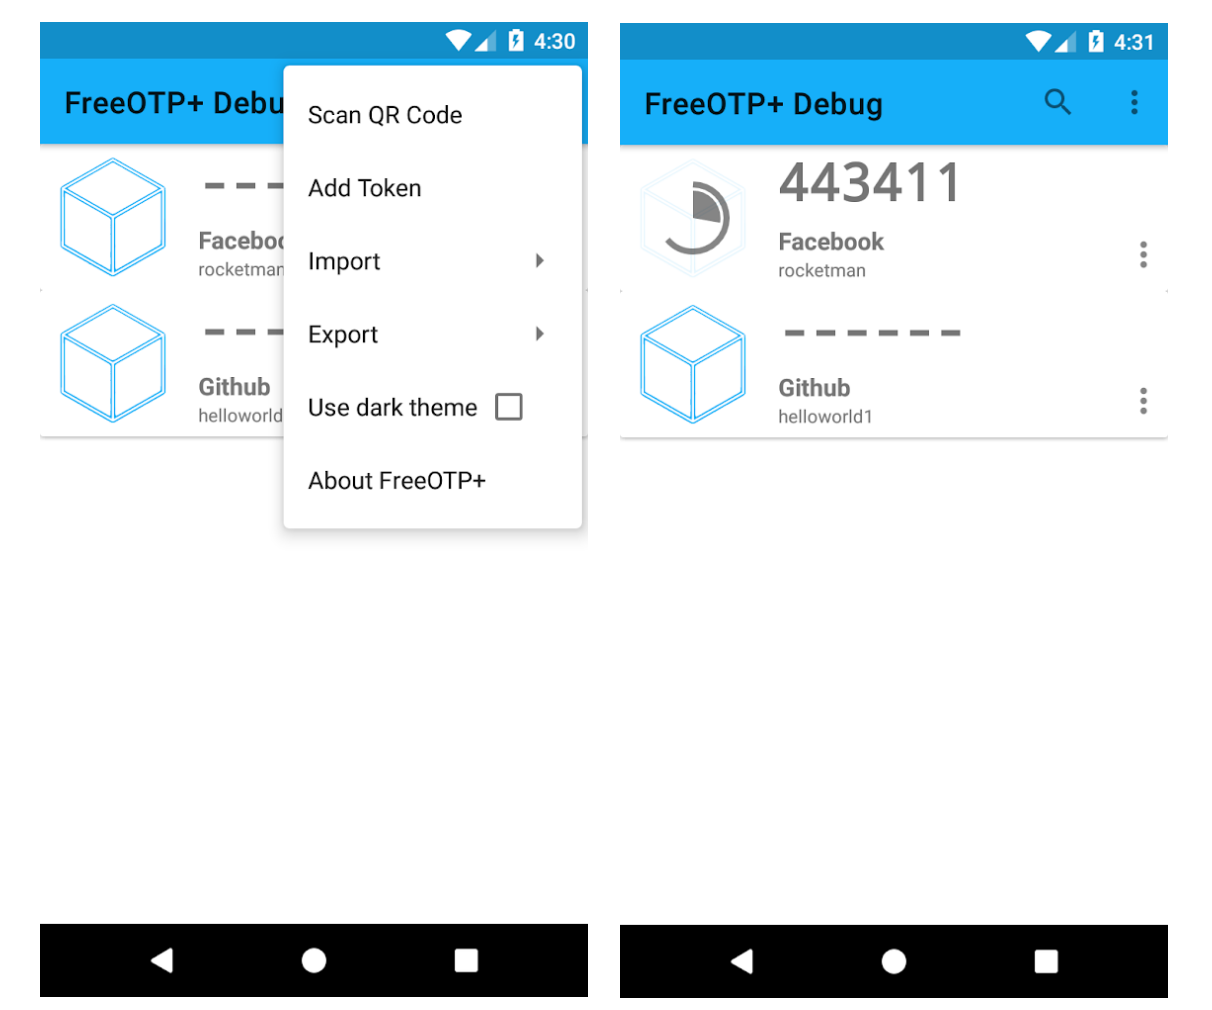 4:30
FreeOTP+ Debu
Scan QR Code
Add Token
Faceboo
rocketman
Import
Export
Github
helloworld
Use dark theme
About FreeOTP+
4:31
FreeOTP+ Debug
443411
Facebook
rocketman
Github
helloworld1